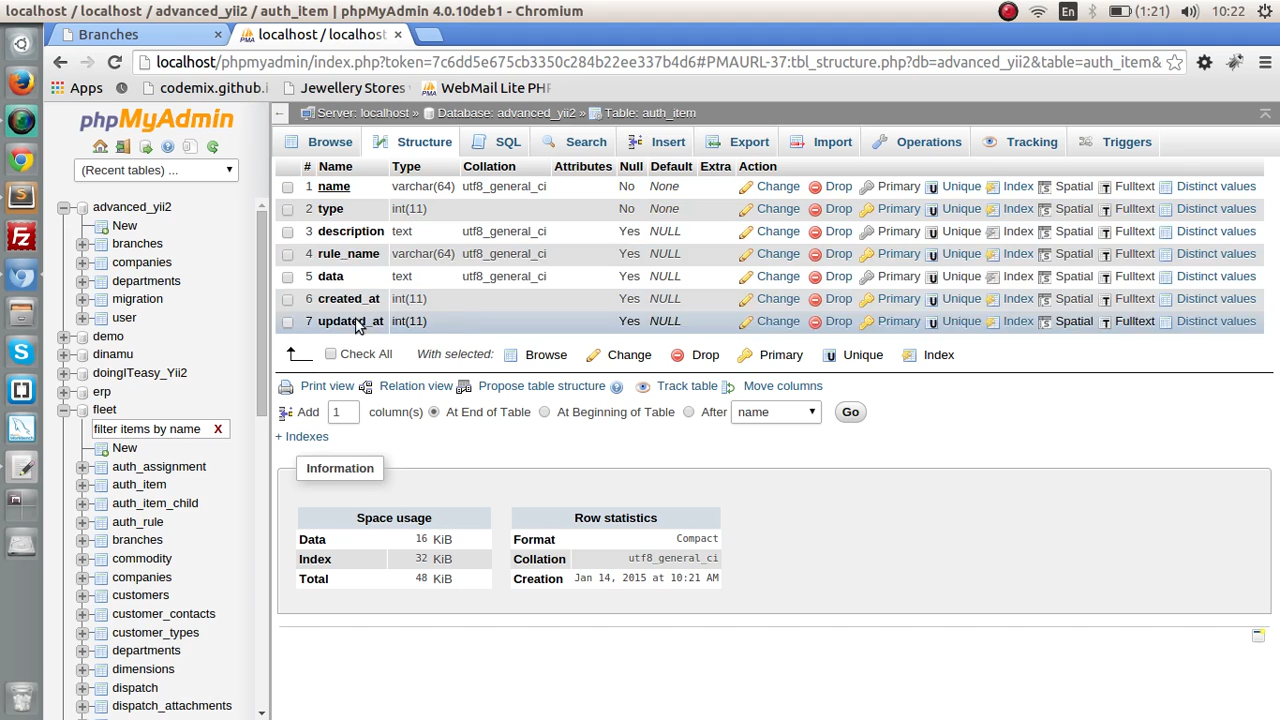 localhost / localhost / advanced_yii2 / auth_item | phpMyAdmin 4.0.10deb1 - Chromium
En (1:21) 10:22
Branches × localhost / localhost ×
localhost/phpmyadmin/index.php?token=7c6dd5e675cb3350c284b22ee337b4d6#PMAURL-37:tbl_structure.php?db=advanced_yii2&table=auth_item&
Apps codemix.github.i Jewellery Stores WebMail Lite PHP
phpMyAdmin
(Recent tables) ...
advanced_yii2
New
branches
companies
departments
migration
user
demo
dinamu
doingITeasy_Yii2
erp
fleet
filter items by name X
New
auth_assignment
auth_item
auth_item_child
auth_rule
branches
commodity
companies
customers
customer_contacts
customer_types
departments
dimensions
dispatch
dispatch_attachments
Server: localhost » Database: advanced_yii2 » Table: auth_item
Browse Structure SQL Search Insert Export Import Operations Tracking Triggers
# Name Type Collation Attributes Null Default Extra Action
1 name varchar(64) utf8_general_ci No None Change Drop Primary Unique Index Spatial Fulltext Distinct values
2 type int(11) No None Change Drop Primary Unique Index Spatial Fulltext Distinct values
3 description text utf8_general_ci Yes NULL Change Drop Primary Unique Index Spatial Fulltext Distinct values
4 rule_name varchar(64) utf8_general_ci Yes NULL Change Drop Primary Unique Index Spatial Fulltext Distinct values
5 data text utf8_general_ci Yes NULL Change Drop Primary Unique Index Spatial Fulltext Distinct values
6 created_at int(11) Yes NULL Change Drop Primary Unique Index Spatial Fulltext Distinct values
7 updated_at int(11) Yes NULL Change Drop Primary Unique Index Spatial Fulltext Distinct values
Check All With selected: Browse Change Drop Primary Unique Index
Print view Relation view Propose table structure Track table Move columns
Add 1 column(s) At End of Table At Beginning of Table After name Go
+ Indexes
Information
Space usage
Data 16 KiB
Index 32 KiB
Total 48 KiB
Row statistics
Format Compact
Collation utf8_general_ci
Creation Jan 14, 2015 at 10:21 AM